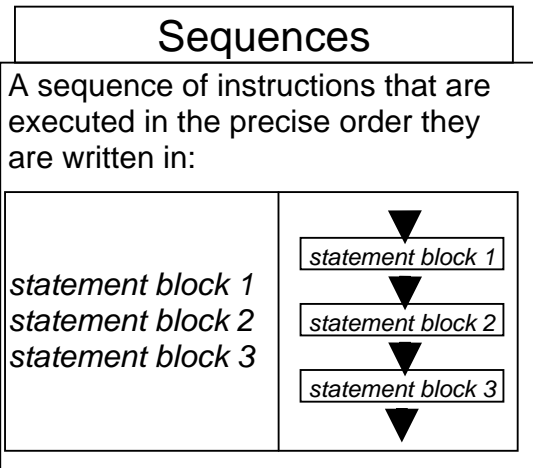 Sequences
A sequence of instructions that are
executed in the precise order they
are written in:
statement block 1
statement block 2
statement block 3
statement block 1
statement block 2
statement block 3